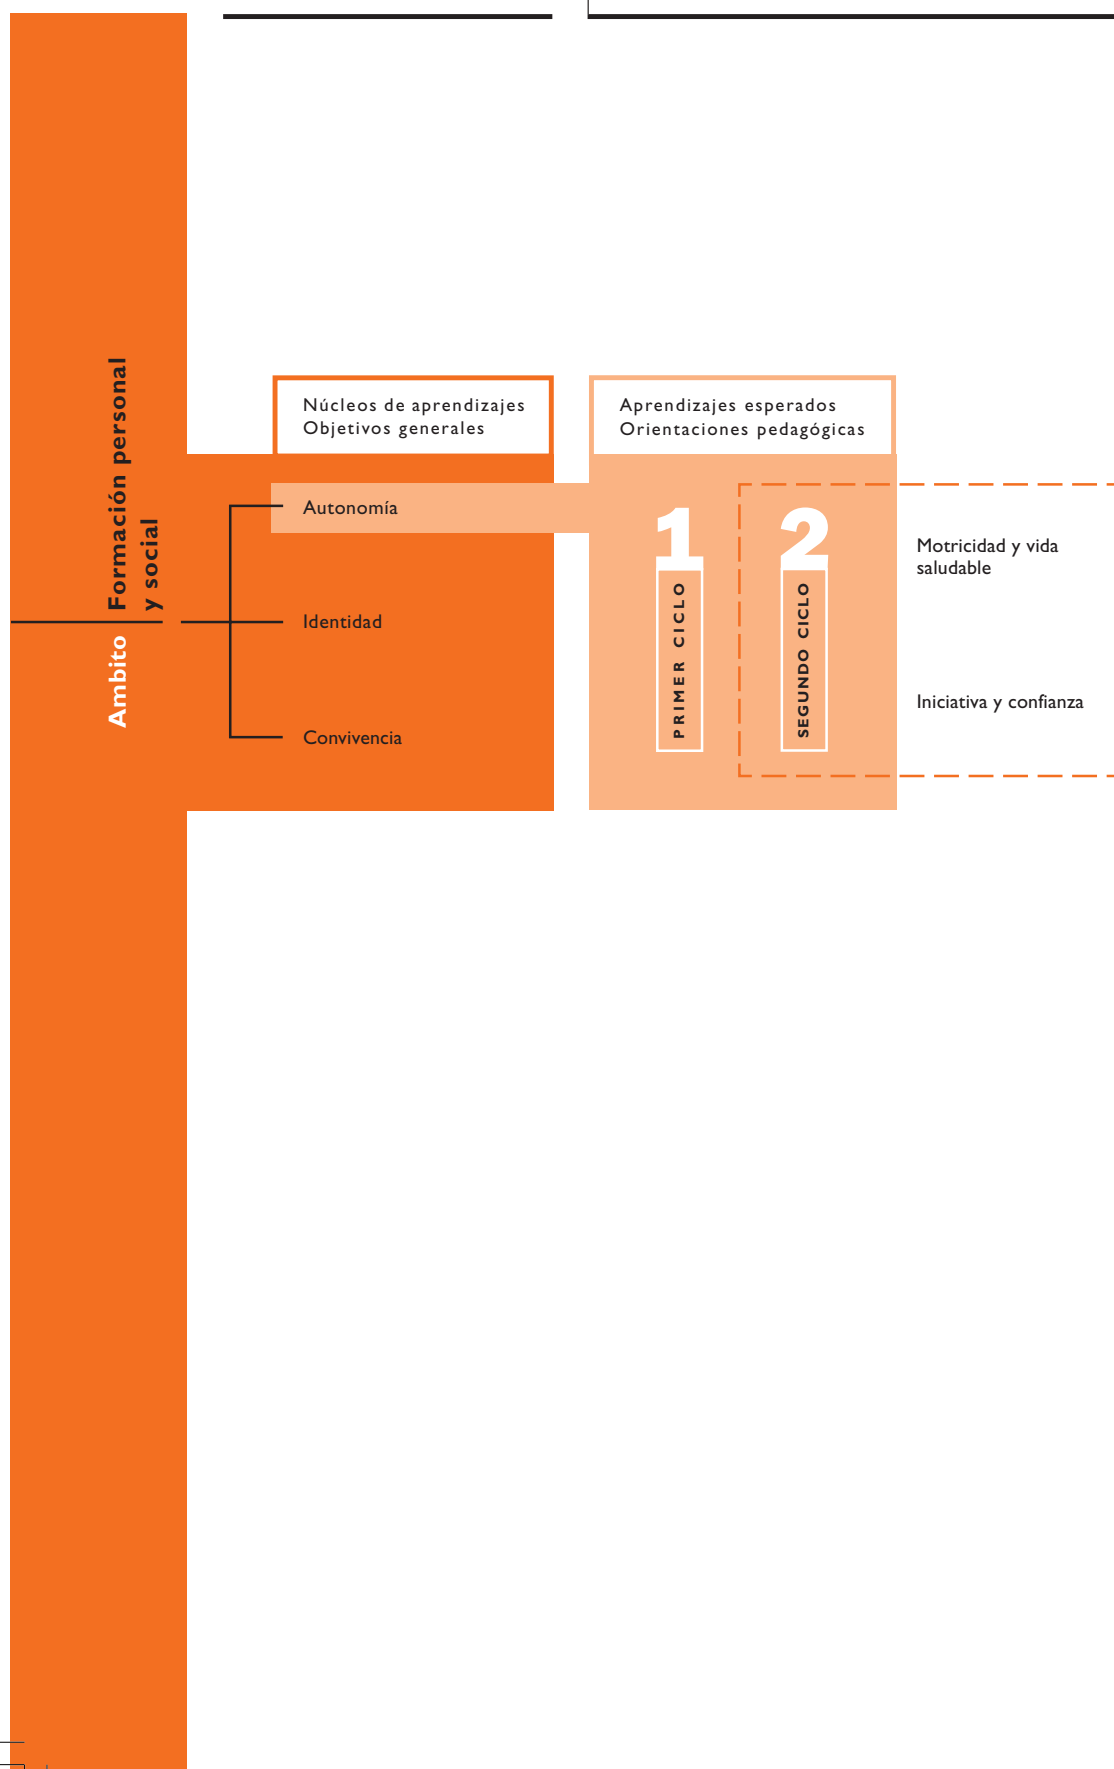 Ambito Formación personal
y social
Núcleos de aprendizajes
Objetivos generales
Autonomía
Identidad
Convivencia
Aprendizajes esperados
Orientaciones pedagógicas
1
PRIMER CICLO
2
SEGUNDO CICLO
Motricidad y vida
saludable
Iniciativa y confianza